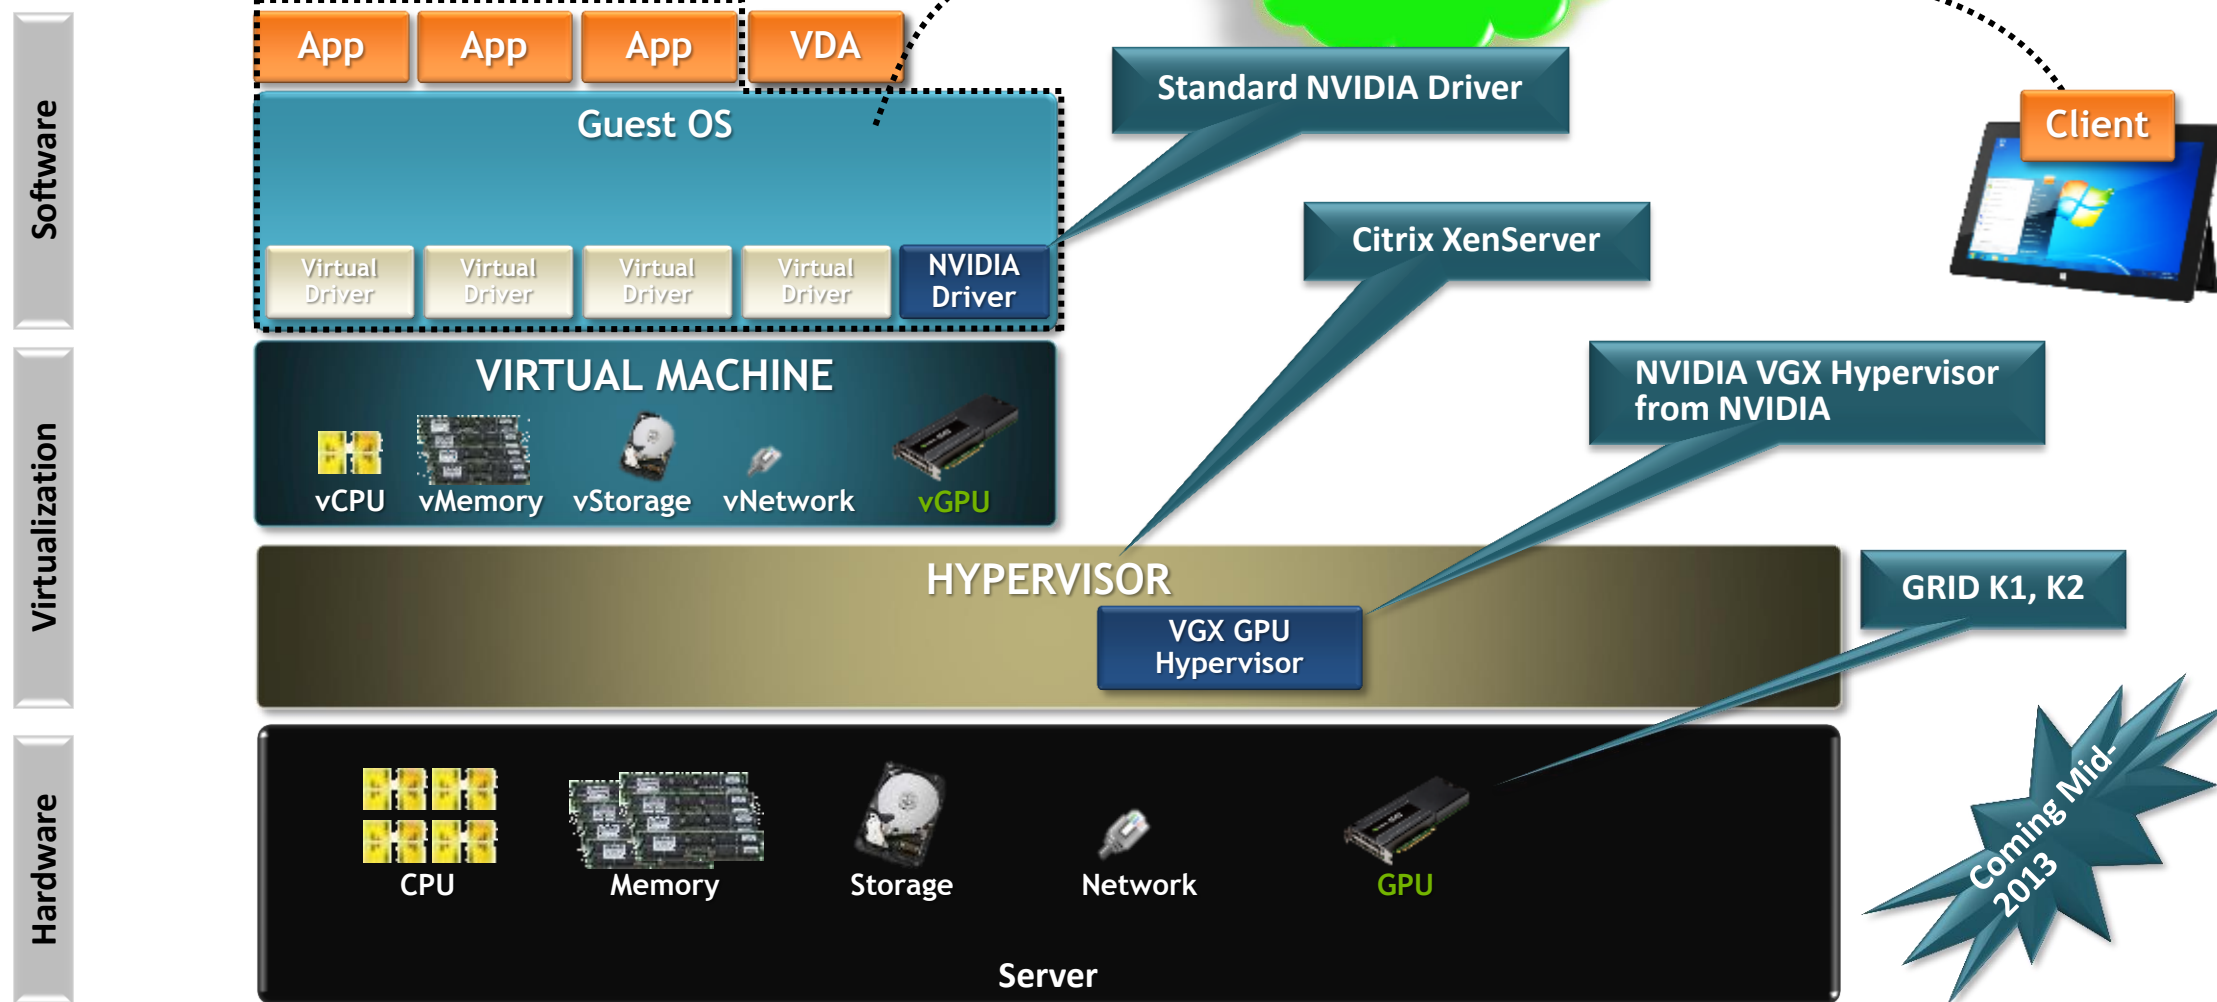 App
App
App
VDA
Standard NVIDIA Driver
Guest OS
Client
Software
Citrix XenServer
Virtual
Driver
Virtual
Driver
Virtual
Driver
Virtual
Driver
NVIDIA
Driver
VIRTUAL MACHINE
NVIDIA VGX Hypervisor
from NVIDIA
Virtualization
vCPU
vMemory
vStorage
vNetwork
vGPU
HYPERVISOR
GRID K1, K2
VGX GPU
Hypervisor
Hardware
CPU
Memory
Storage
Network
GPU
Coming Mid-
2013
Server